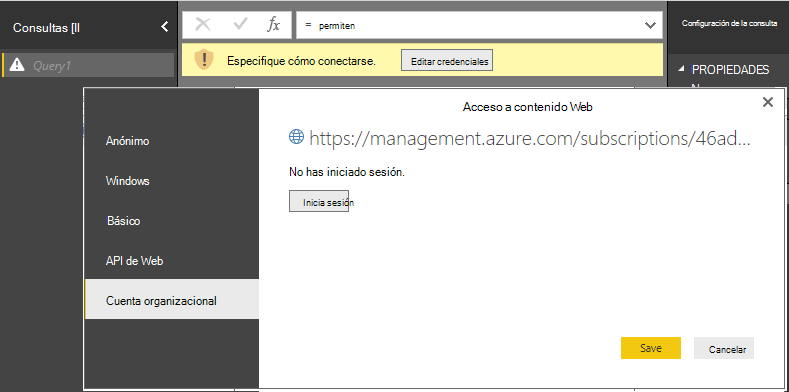 Consultas [II
fx
= permiten
Configuración de la consulta
Query1
Especifique cómo conectarse.
Editar credenciales
PROPIEDADES
Acceso a contenido Web
Anónimo
Windows
Básico
API de Web
Cuenta organizacional
https://management.azure.com/subscriptions/46ad...
No has iniciado sesión.
Inicia sesión
Save
Cancelar